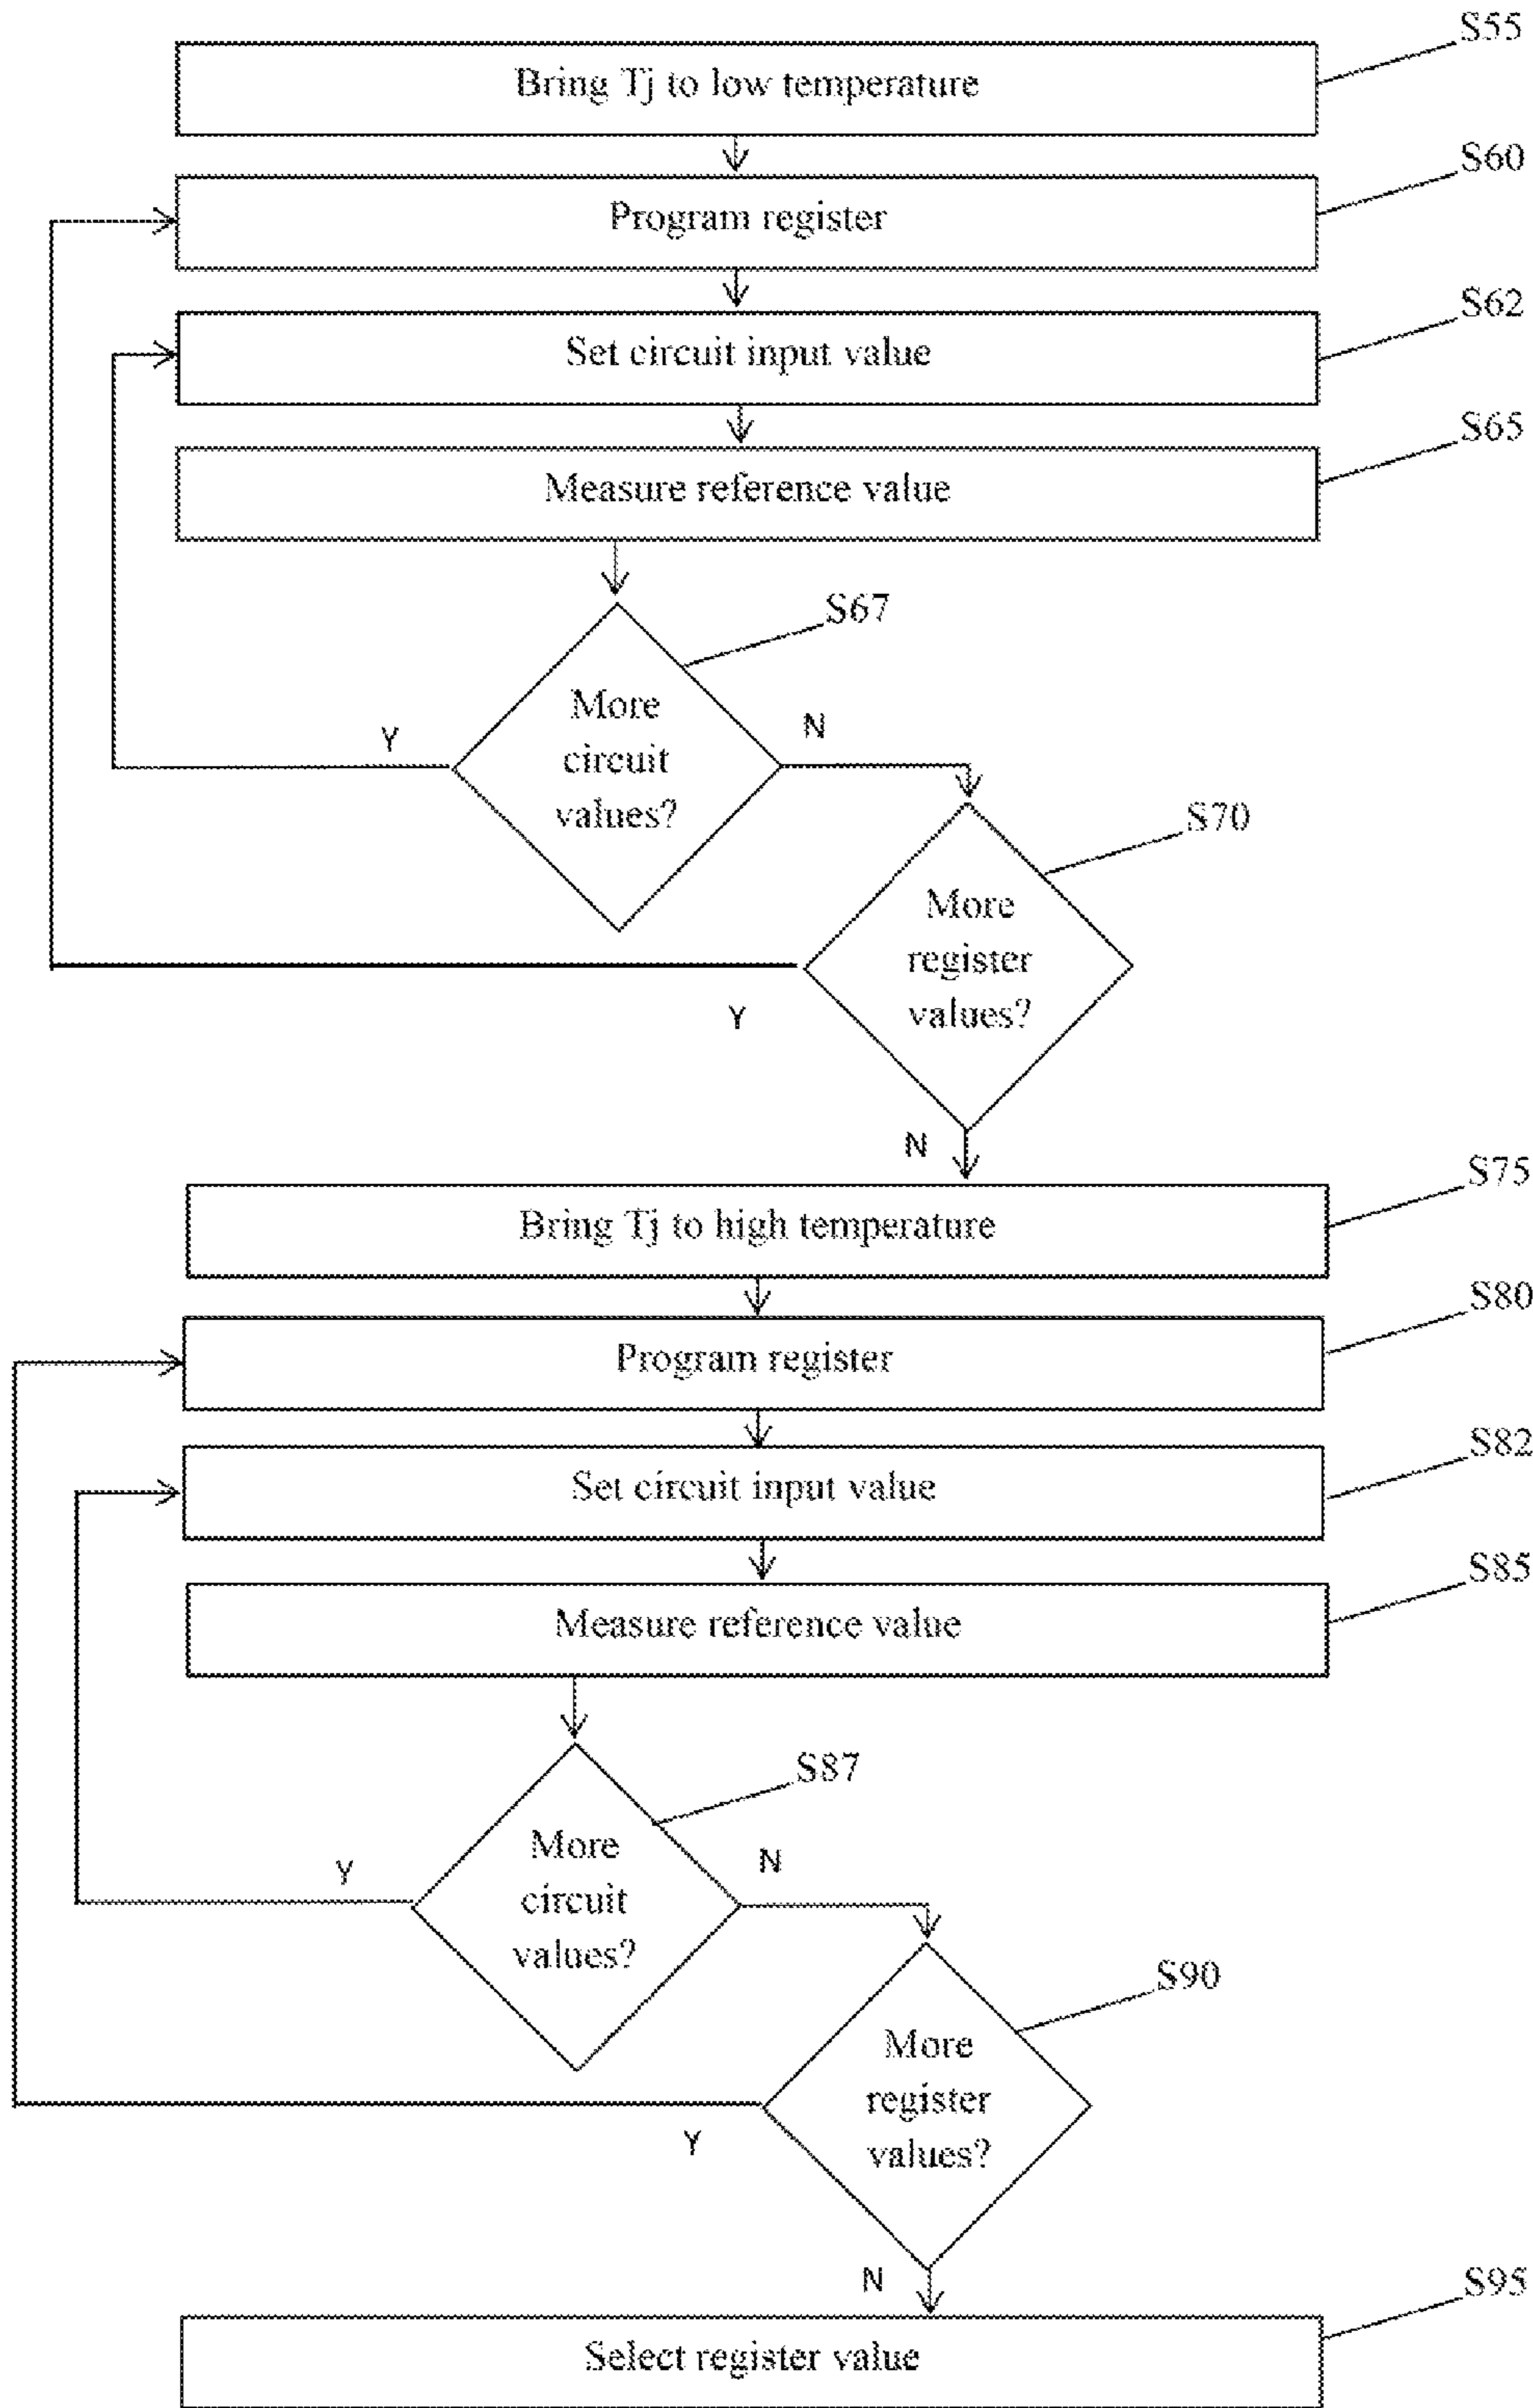 S55
Bring Tj to low temperature
S60
Program register
S62
Set circuit input value
S65
Measure reference value
S67
More
circuit
values?
Y
N
S70
More
register
values?
Y
N
S75
Bring Tj to high temperature
S80
Program register
S82
Set circuit input value
S85
Measure reference value
S87
More
circuit
values?
Y
N
S90
More
register
values?
Y
N
S95
Select register value